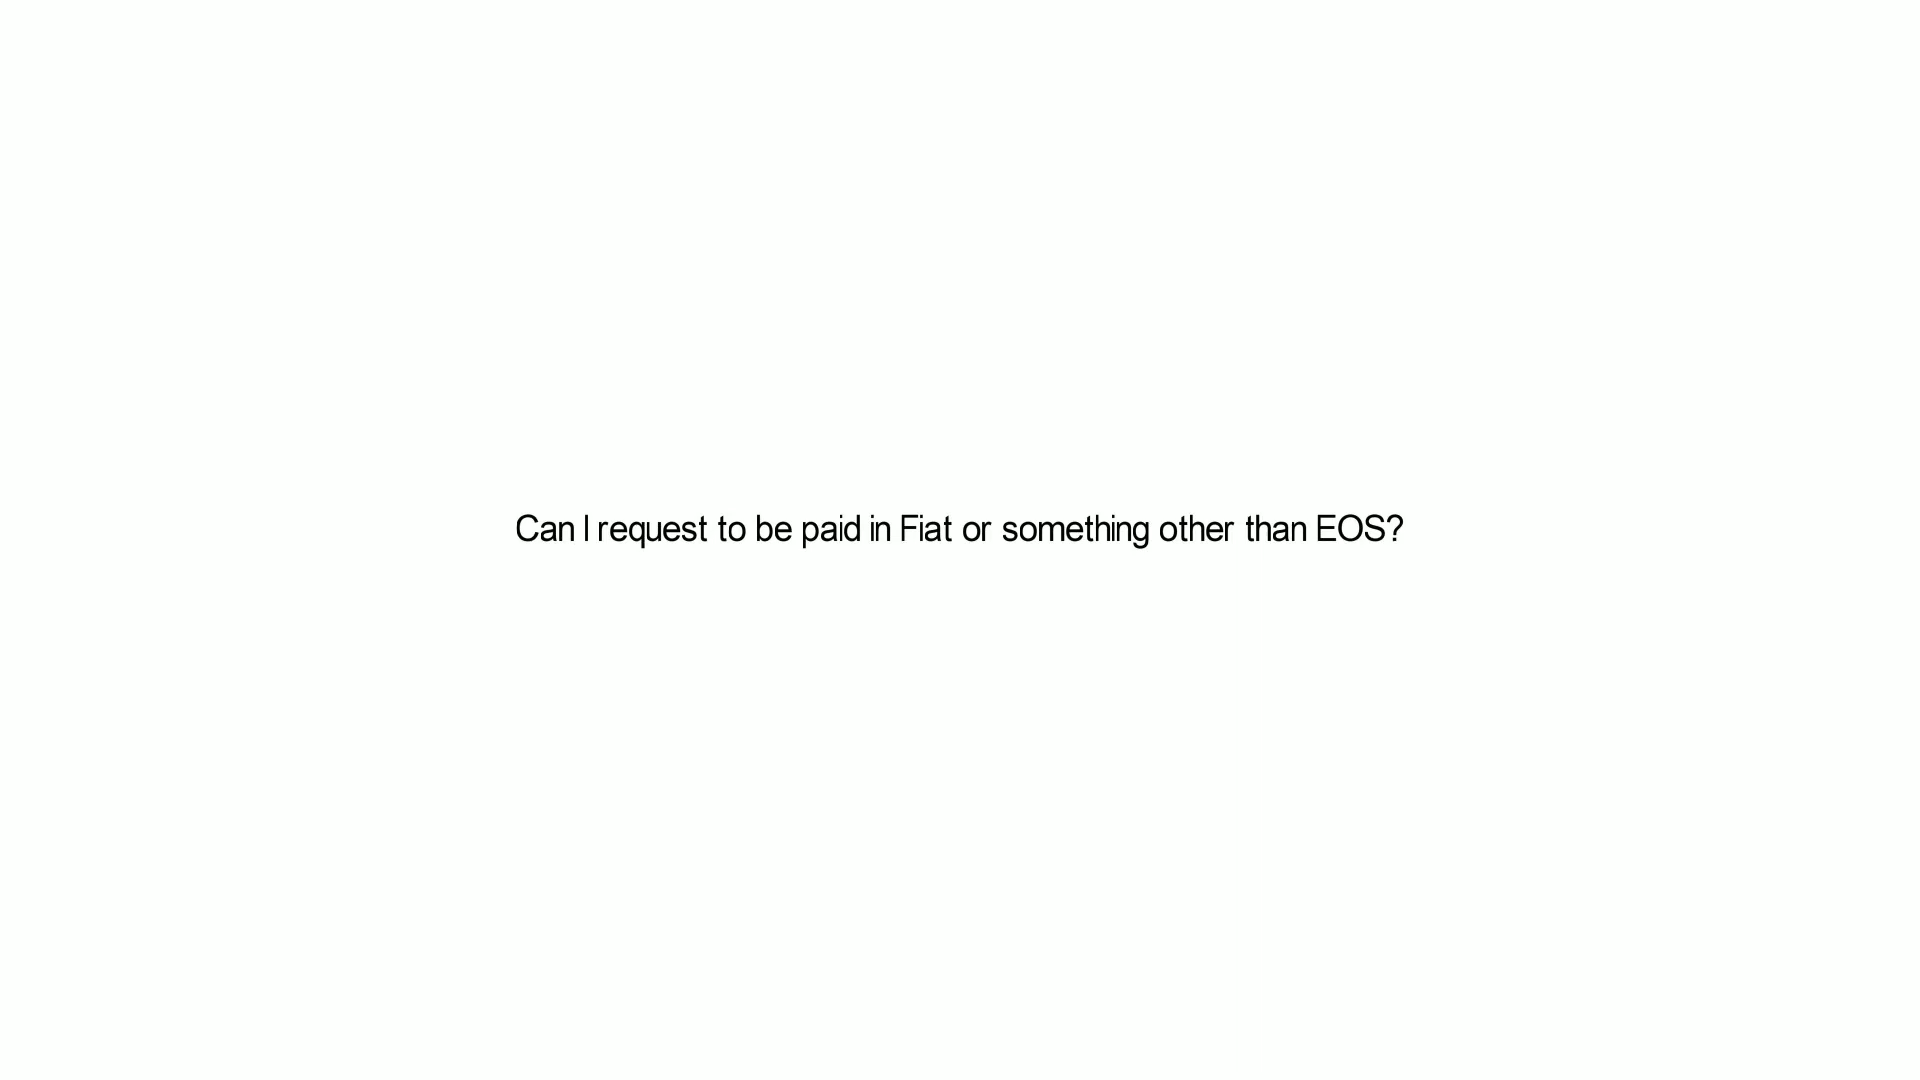 Can I request to be paid in Fiat or something other than EOS?